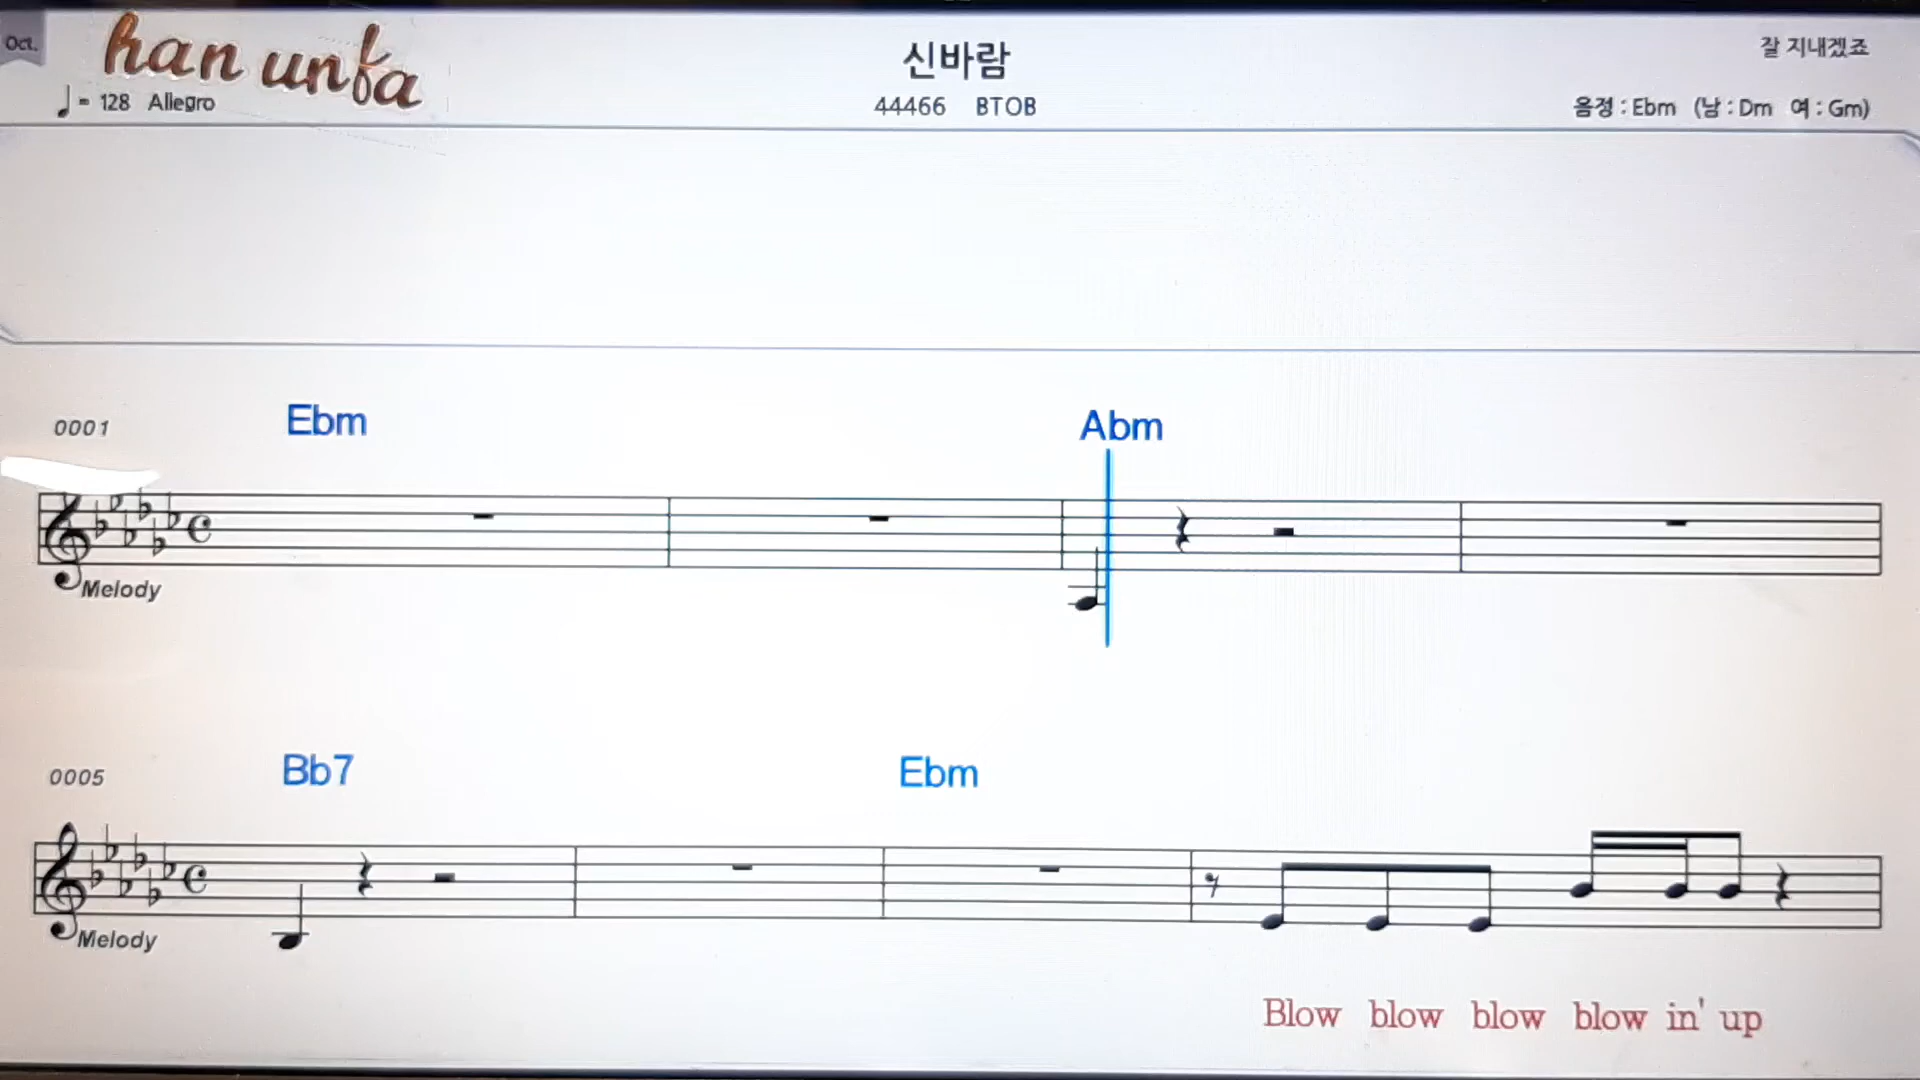 Oct.
han unfa
신바람
잘 지내겠죠
♩= 128 Allegro
44466 BTOB
음정 : Ebm (남 : Dm 여 : Gm)
0001 Ebm Abm
Melody
0005 Bb7 Ebm
Melody
Blow blow blow blow in' up